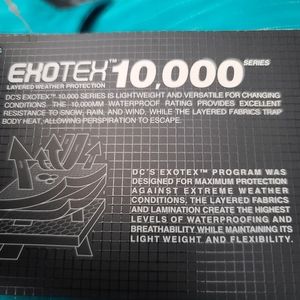 EXOTEX™ 10,000 SERIES
LAYERED WEATHER PROTECTION
DC'S EXOTEX™ 10,000 SERIES IS LIGHTWEIGHT AND VERSATILE FOR CHANGING
CONDITIONS. THE 10,000MM WATERPROOF RATING PROVIDES EXCELLENT
RESISTANCE TO SNOW, RAIN, AND WIND, WHILE THE LAYERED FABRICS TRAP
BODY HEAT, ALLOWING PERSPIRATION TO ESCAPE.
DC'S EXOTEX™ PROGRAM WAS
DESIGNED FOR MAXIMUM PROTECTION
AGAINST EXTREME WEATHER
CONDITIONS. THE LAYERED FABRICS
AND LAMINATION CREATE THE HIGHEST
LEVELS OF WATERPROOFING AND
BREATHABILITY WHILE MAINTAINING ITS
LIGHT WEIGHT AND FLEXIBILITY.